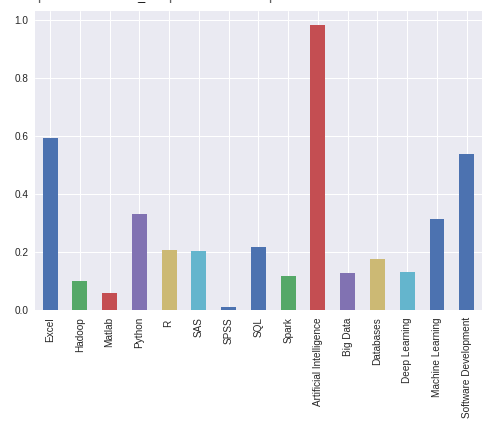 1.0
0.8
0.6
0.4
0.2
0.0
Excel
Hadoop
Matlab
Python
R
SAS
SPSS
SQL
Spark
Artificial Intelligence
Big Data
Databases
Deep Learning
Machine Learning
Software Development